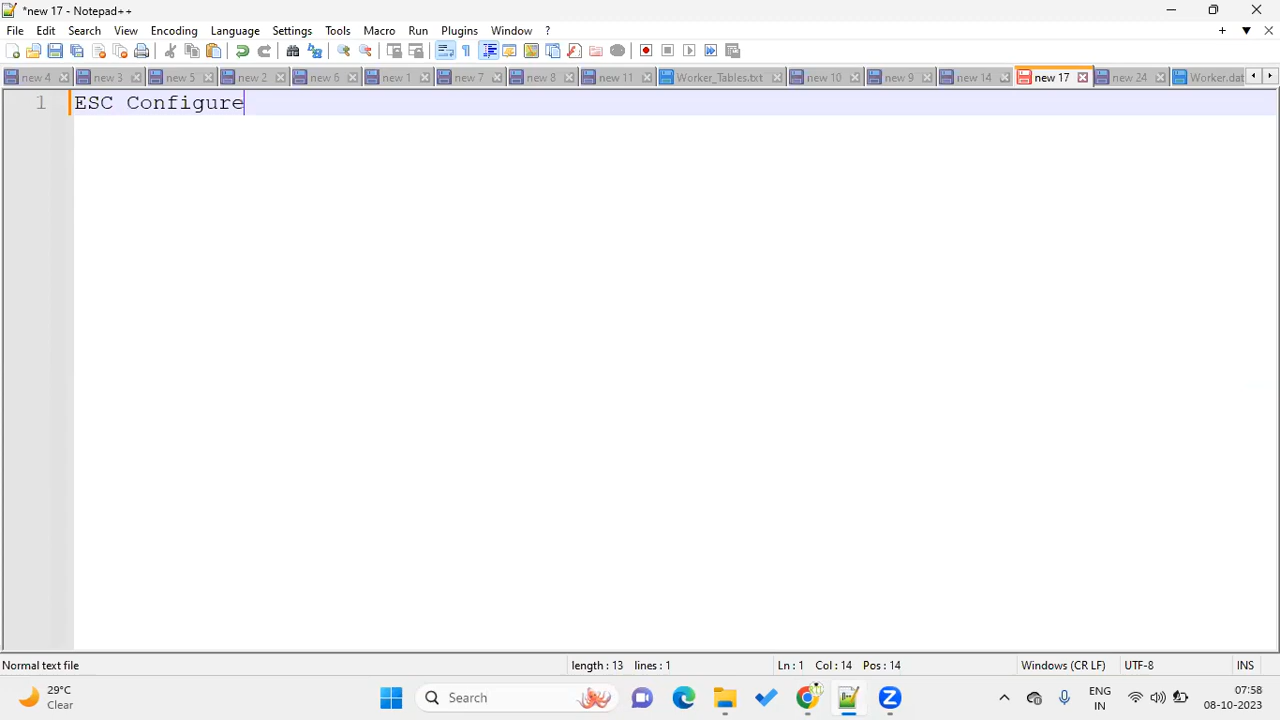 *new 17 - Notepad++
File Edit Search View Encoding Language Settings Tools Macro Run Plugins Window ?
new 4 new 3 new 5 new 2 new 6 new 1 new 7 new 8 new 11 Worker_Tables.txt new 10 new 9 new 14 new 17 new 24 Worker.dat
1 ESC Configure
Normal text file length : 13 lines : 1 Ln : 1 Col : 14 Pos : 14 Windows (CR LF) UTF-8 INS
29°C
Clear
Search
ENG
IN
07:58
08-10-2023